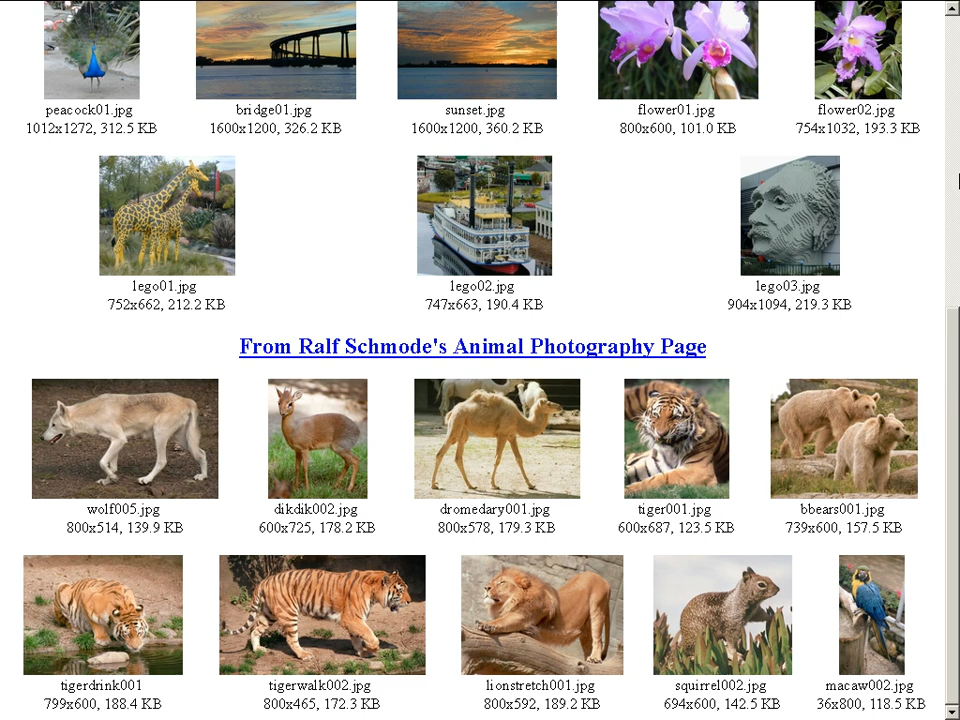 peacock01.jpg
1012x1272, 312.5 KB
bridge01.jpg
1600x1200, 326.2 KB
sunset.jpg
1600x1200, 360.2 KB
flower01.jpg
800x600, 101.0 KB
flower02.jpg
754x1032, 193.3 KB
lego01.jpg
752x662, 212.2 KB
lego02.jpg
747x663, 190.4 KB
lego03.jpg
904x1094, 219.3 KB
From Ralf Schmode's Animal Photography Page
wolf005.jpg
800x514, 139.9 KB
dikdik002.jpg
600x725, 178.2 KB
dromedary001.jpg
800x578, 179.3 KB
tiger001.jpg
600x687, 123.5 KB
bbears001.jpg
739x600, 157.5 KB
tigerdrink001
799x600, 188.4 KB
tigerwalk002.jpg
800x465, 172.3 KB
lionstretch001.jpg
800x592, 189.2 KB
squirrel002.jpg
694x600, 142.5 KB
macaw002.jpg
36x800, 118.5 KB